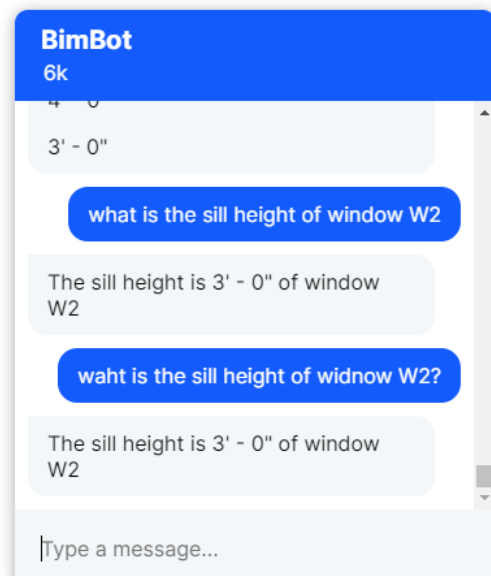 BimBot
6k
3' - 0"
what is the sill height of window W2
The sill height is 3' - 0" of window
W2
waht is the sill height of widnow W2?
The sill height is 3' - 0" of window
W2
Type a message...